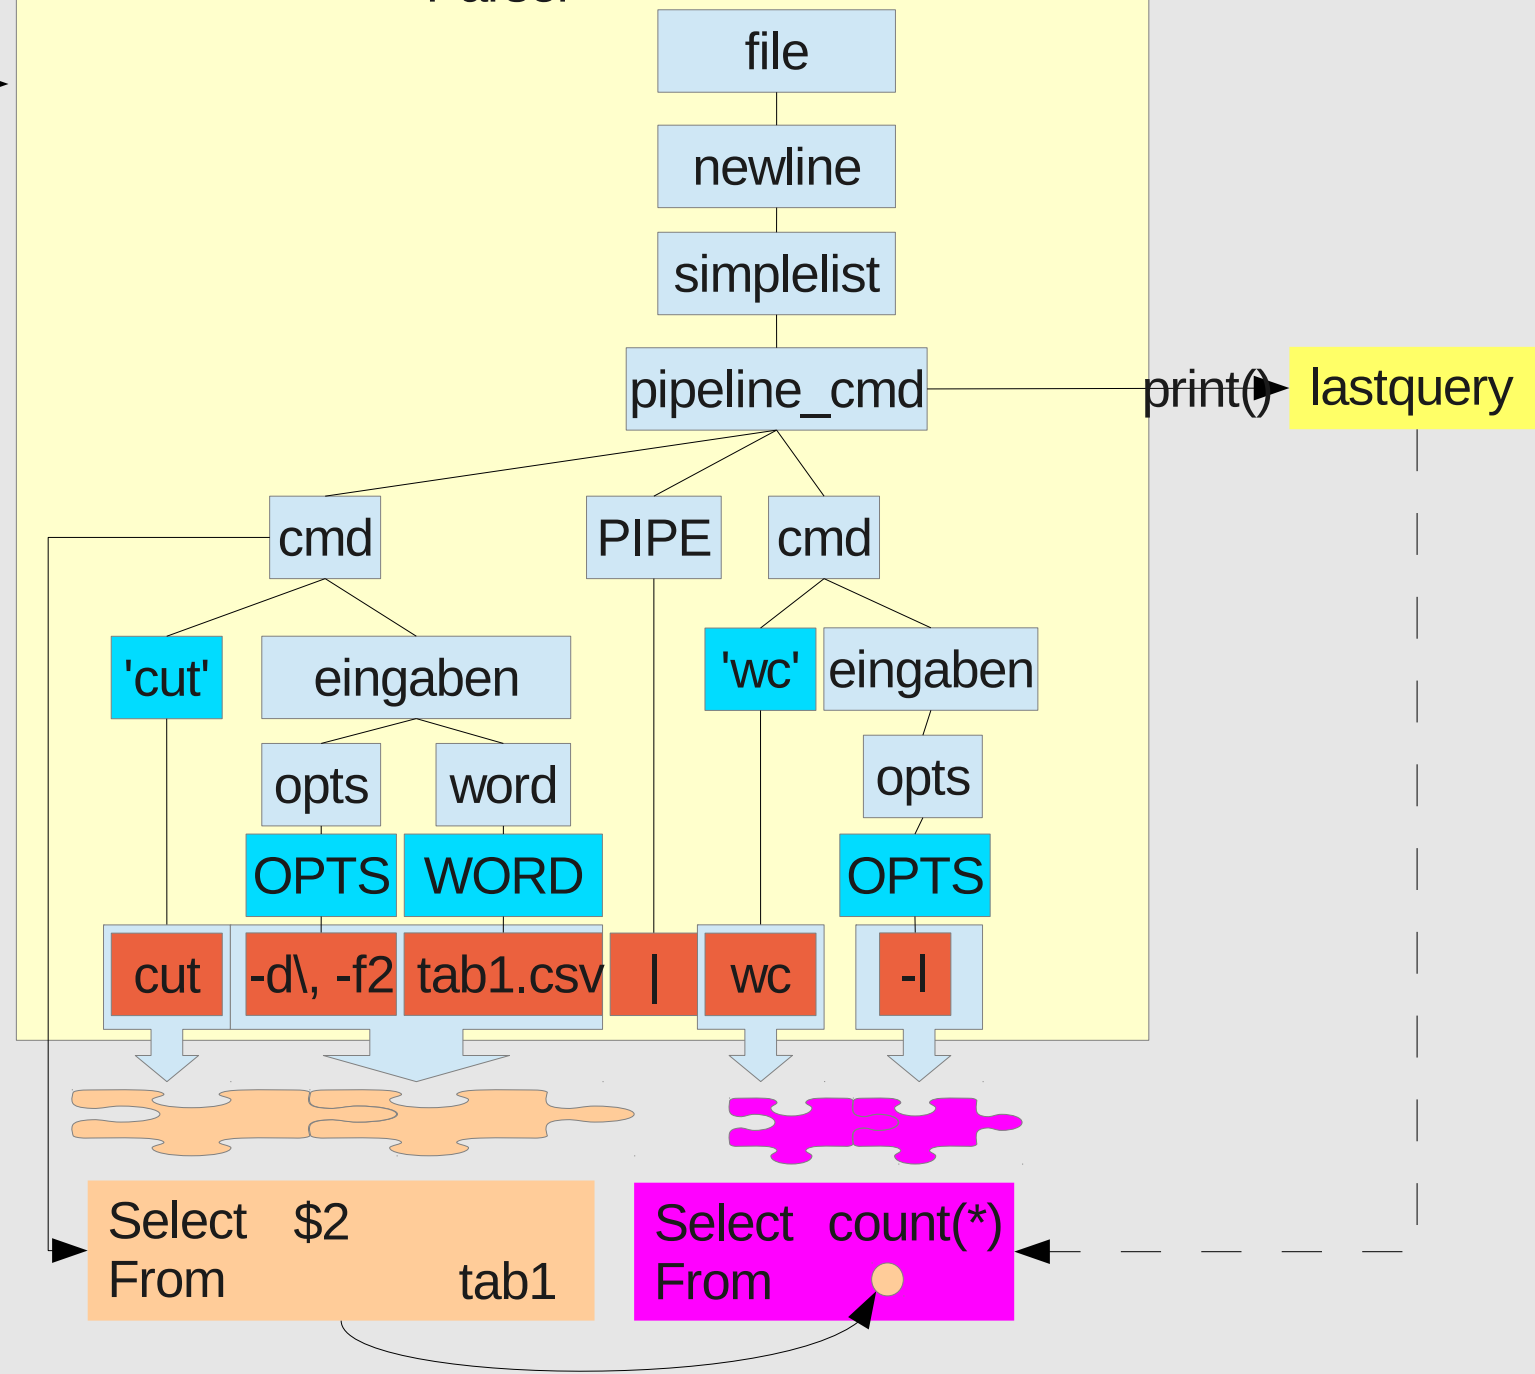 file
newline
simplelist
pipeline_cmd
print()
lastquery
cmd
PIPE
cmd
'cut'
eingaben
'wc'
eingaben
opts
word
opts
OPTS
WORD
OPTS
cut
-d\, -f2
tab1.csv
|
wc
-l
Select $2
From tab1
Select count(*)
From